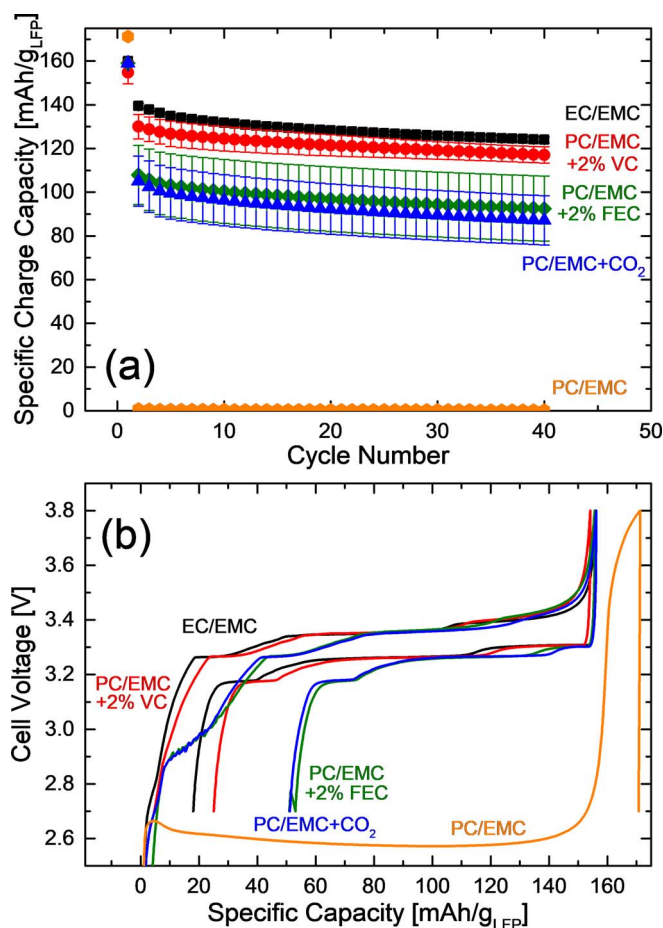 Specific Charge Capacity [mAh/gLFP]
160
140
120
100
80
60
40
20
0
EC/EMC
PC/EMC
+2% VC
PC/EMC
+2% FEC
PC/EMC+CO2
PC/EMC
(a)
0
10
20
30
40
50
Cycle Number
(b)
Cell Voltage [V]
3.8
3.6
3.4
3.2
3.0
2.8
2.6
EC/EMC
PC/EMC
+2% VC
PC/EMC
+2% FEC
PC/EMC+CO2
PC/EMC
0
20
40
60
80
100
120
140
160
Specific Capacity [mAh/gLFP]